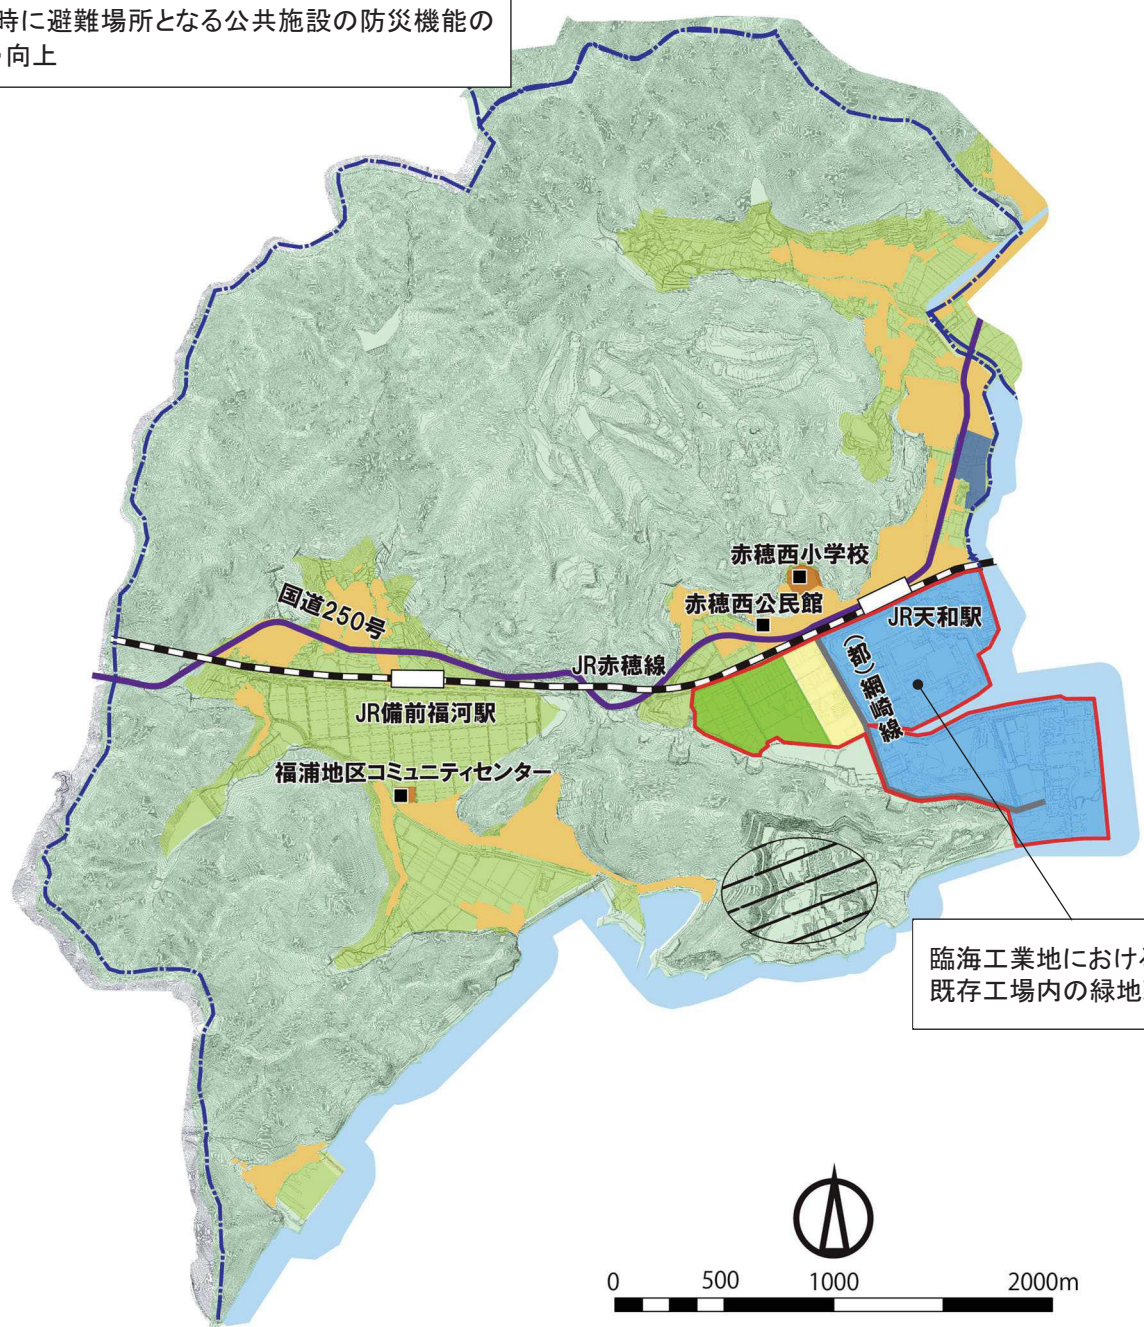 時に避難場所となる公共施設の防災機能の
向上
赤穂西小学校
赤穂西公民館
国道250号
JR天和駅
JR赤穂線
(都)網崎線
JR備前福河駅
福浦地区コミュニティセンター
臨海工業地における
既存工場内の緑地
0 500 1000 2000m